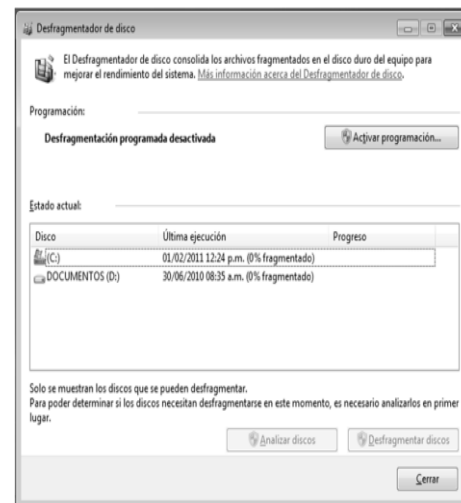 Desfragmentador de disco
El Desfragmentador de disco consolida los archivos fragmentados en el disco duro del equipo para
mejorar el rendimiento del sistema. Más información acerca del Desfragmentador de disco.
Programación:
Desfragmentación programada desactivada
Activar programación...
Estado actual:
Disco Última ejecución Progreso
(C:) 01/02/2011 12:24 p.m. (0% fragmentado)
DOCUMENTOS (D:) 30/06/2010 08:35 a.m. (0% fragmentado)
Solo se muestran los discos que se pueden desfragmentar.
Para poder determinar si los discos necesitan desfragmentarse en este momento, es necesario analizarlos en primer
lugar.
Analizar discos Desfragmentar discos
Cerrar